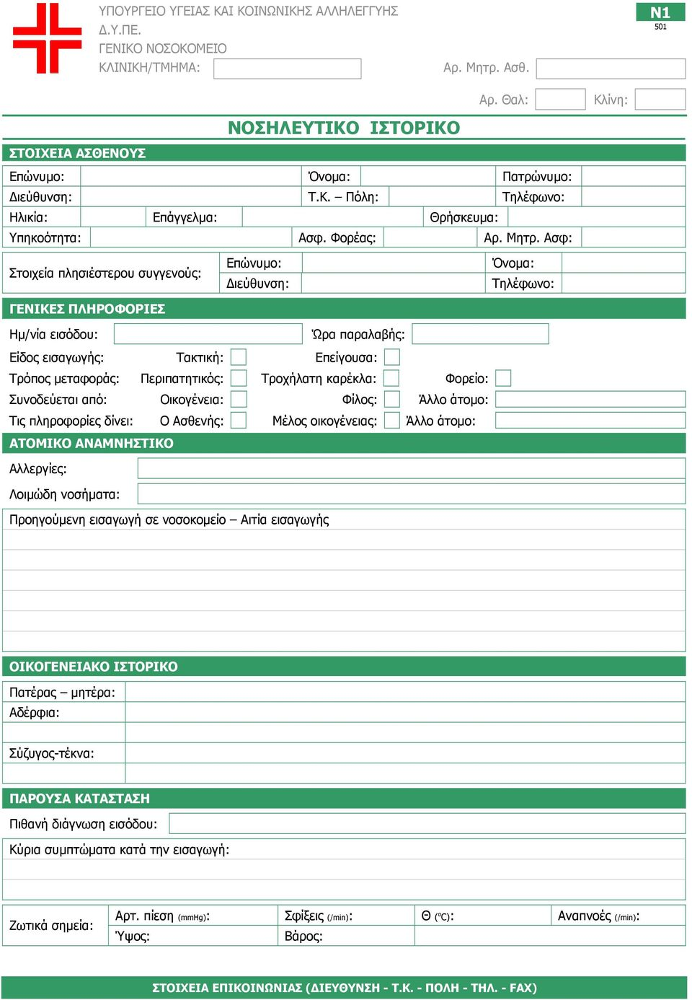 ΥΠΟΥΡΓΕΙΟ ΥΓΕΙΑΣ ΚΑΙ ΚΟΙΝΩΝΙΚΗΣ ΑΛΛΗΛΕΓΓΥΗΣ
N1
Δ.Υ.ΠΕ.
501
ΓΕΝΙΚΟ ΝΟΣΟΚΟΜΕΙΟ
ΚΛΙΝΙΚΗ/ΤΜΗΜΑ: Αρ. Μητρ. Ασθ.
Αρ. Θαλ: Κλίνη:
ΝΟΣΗΛΕΥΤΙΚΟ ΙΣΤΟΡΙΚΟ
ΣΤΟΙΧΕΙΑ ΑΣΘΕΝΟΥΣ
Επώνυμο: Όνομα: Πατρώνυμο:
Διεύθυνση: Τ.Κ. – Πόλη: Τηλέφωνο:
Ηλικία: Επάγγελμα: Θρήσκευμα:
Υπηκοότητα: Ασφ. Φορέας: Αρ. Μητρ. Ασφ:
Στοιχεία πλησιέστερου συγγενούς:
Επώνυμο: Όνομα:
Διεύθυνση: Τηλέφωνο:
ΓΕΝΙΚΕΣ ΠΛΗΡΟΦΟΡΙΕΣ
Ημ/νία εισόδου: Ώρα παραλαβής:
Είδος εισαγωγής: Τακτική: Επείγουσα:
Τρόπος μεταφοράς: Περιπατητικός: Τροχήλατη καρέκλα: Φορείο:
Συνοδεύεται από: Οικογένεια: Φίλος: Άλλο άτομο:
Τις πληροφορίες δίνει: Ο Ασθενής: Μέλος οικογένειας: Άλλο άτομο:
ΑΤΟΜΙΚΟ ΑΝΑΜΝΗΣΤΙΚΟ
Αλλεργίες:
Λοιμώδη νοσήματα:
Προηγούμενη εισαγωγή σε νοσοκομείο – Αιτία εισαγωγής
ΟΙΚΟΓΕΝΕΙΑΚΟ ΙΣΤΟΡΙΚΟ
Πατέρας – μητέρα:
Αδέρφια:
Σύζυγος-τέκνα:
ΠΑΡΟΥΣΑ ΚΑΤΑΣΤΑΣΗ
Πιθανή διάγνωση εισόδου:
Κύρια συμπτώματα κατά την εισαγωγή:
Ζωτικά σημεία:
Αρτ. πίεση (mmHg): Σφίξεις (/min): Θ (°C): Αναπνοές (/min):
Ύψος: Βάρος:
ΣΤΟΙΧΕΙΑ ΕΠΙΚΟΙΝΩΝΙΑΣ (ΔΙΕΥΘΥΝΣΗ - Τ.Κ. - ΠΟΛΗ - ΤΗΛ. - FAX)